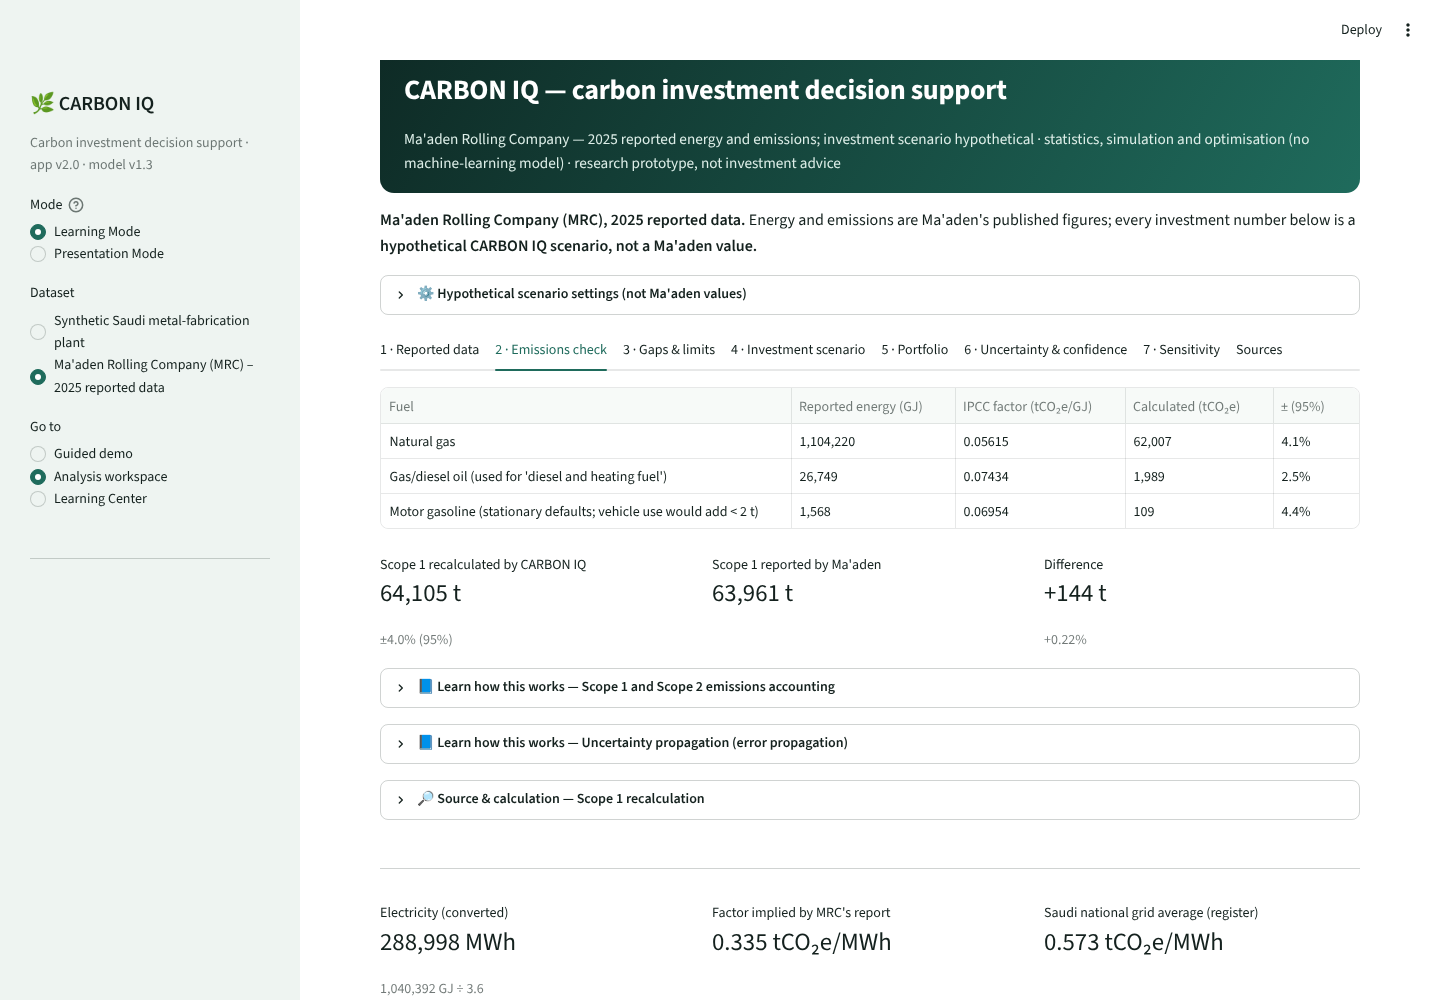 Deploy
🌿 CARBON IQ
Carbon investment decision support ·
app v2.0 · model v1.3
Mode
Learning Mode
Presentation Mode
Dataset
Synthetic Saudi metal-fabrication
plant
Ma'aden Rolling Company (MRC) –
2025 reported data
Go to
Guided demo
Analysis workspace
Learning Center
CARBON IQ — carbon investment decision support
Ma'aden Rolling Company — 2025 reported energy and emissions; investment scenario hypothetical · statistics, simulation and optimisation (no
machine-learning model) · research prototype, not investment advice
Ma'aden Rolling Company (MRC), 2025 reported data. Energy and emissions are Ma'aden's published figures; every investment number below is a
hypothetical CARBON IQ scenario, not a Ma'aden value.
⚙️ Hypothetical scenario settings (not Ma'aden values)
1 · Reported data 2 · Emissions check 3 · Gaps & limits 4 · Investment scenario 5 · Portfolio 6 · Uncertainty & confidence 7 · Sensitivity Sources
Fuel Reported energy (GJ) IPCC factor (tCO₂e/GJ) Calculated (tCO₂e) ± (95%)
Natural gas 1,104,220 0.05615 62,007 4.1%
Gas/diesel oil (used for 'diesel and heating fuel') 26,749 0.07434 1,989 2.5%
Motor gasoline (stationary defaults; vehicle use would add < 2 t) 1,568 0.06954 109 4.4%
Scope 1 recalculated by CARBON IQ Scope 1 reported by Ma'aden Difference
64,105 t 63,961 t +144 t
±4.0% (95%) +0.22%
📘 Learn how this works — Scope 1 and Scope 2 emissions accounting
📘 Learn how this works — Uncertainty propagation (error propagation)
🔎 Source & calculation — Scope 1 recalculation
Electricity (converted) Factor implied by MRC's report Saudi national grid average (register)
288,998 MWh 0.335 tCO₂e/MWh 0.573 tCO₂e/MWh
1,040,392 GJ ÷ 3.6